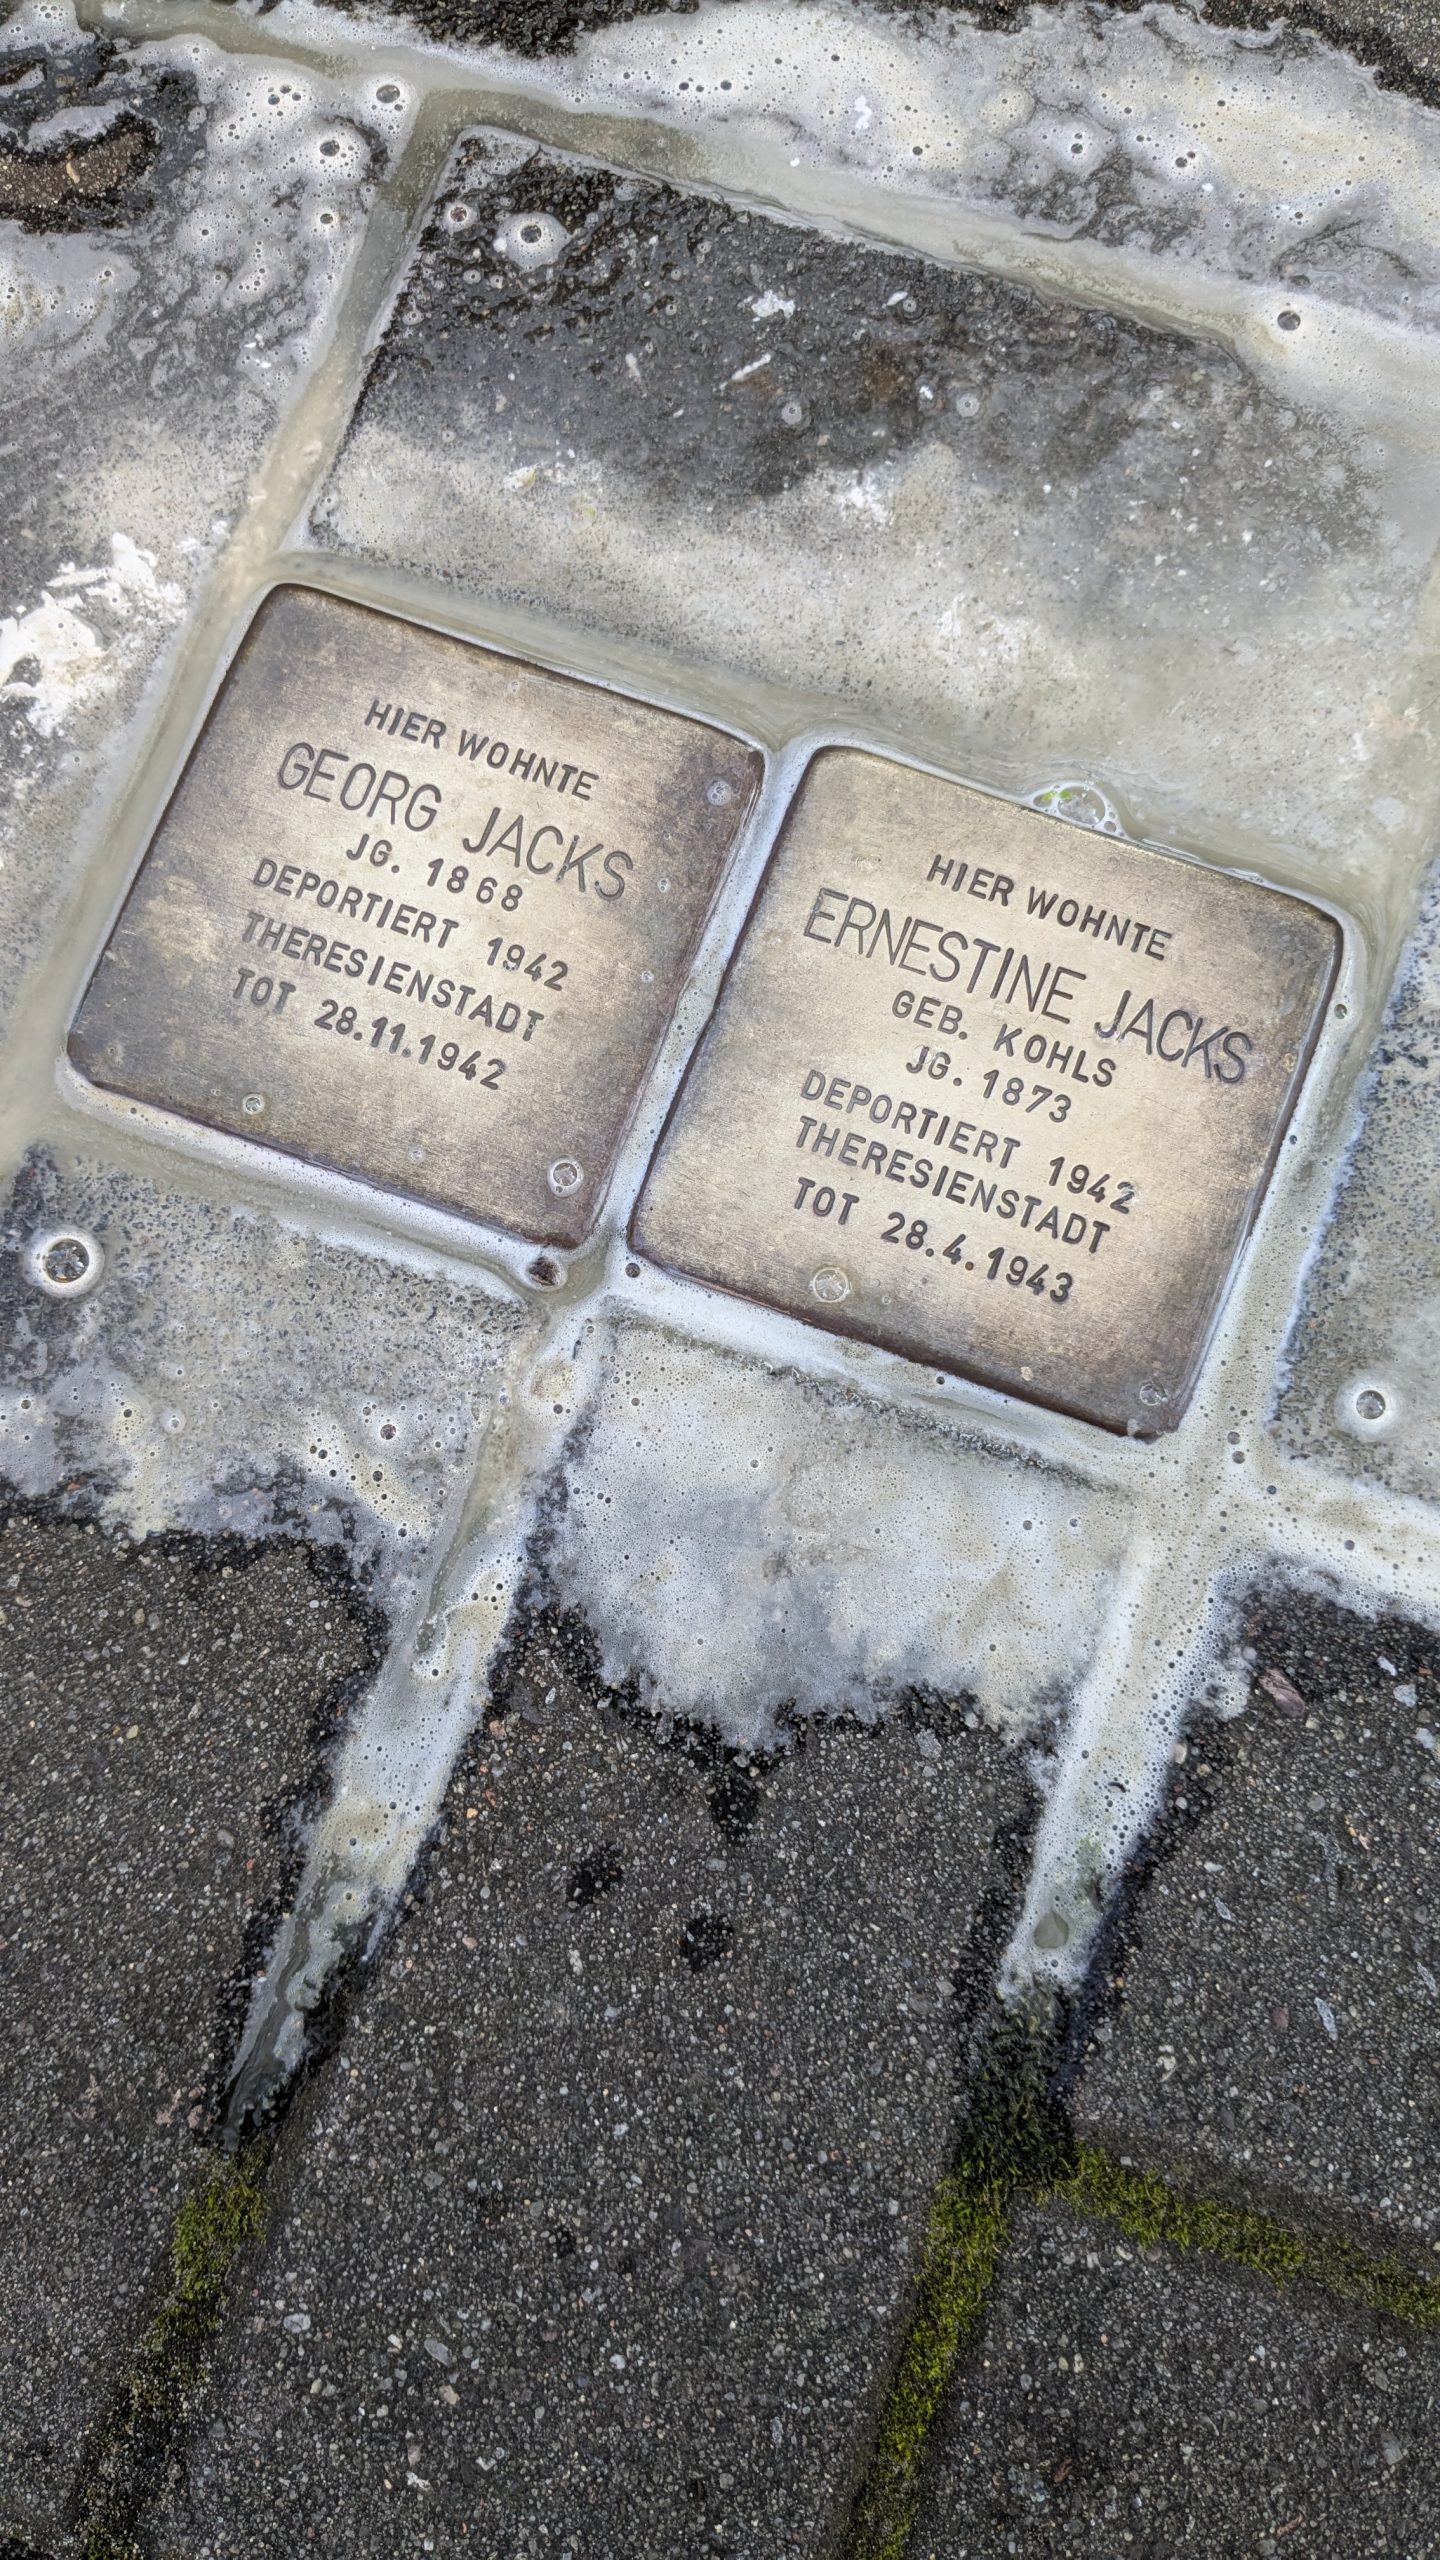 HIER WOHNTE
GEORG JACKS
JG. 1868
DEPORTIERT 1942
THERESIENSTADT
TOT 28.11.1942
HIER WOHNTE
ERNESTINE JACKS
GEB. KOHLS
JG. 1873
DEPORTIERT 1942
THERESIENSTADT
TOT 28.4.1943